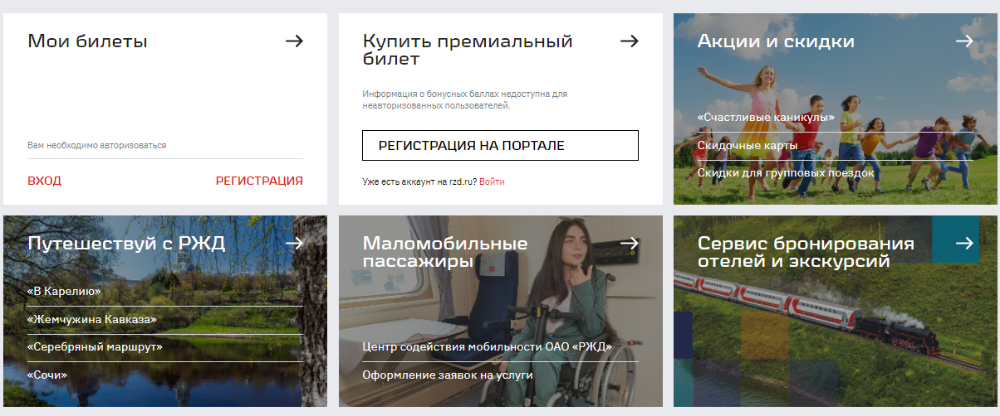 Мои билеты
Вам необходимо авторизоваться
ВХОД
РЕГИСТРАЦИЯ
Купить премиальный
билет
Информация о бонусных баллах недоступна для
неавторизованных пользователей.
РЕГИСТРАЦИЯ НА ПОРТАЛЕ
Уже есть аккаунт на rzd.ru? Войти
Акции и скидки
«Счастливые каникулы»
Скидочные карты
Скидки для групповых поездок
Путешествуй с РЖД
«В Карелию»
«Жемчужина Кавказа»
«Серебряный маршрут»
«Сочи»
Маломобильные
пассажиры
Центр содействия мобильности ОАО «РЖД»
Оформление заявок на услуги
Сервис бронирования
отелей и экскурсий